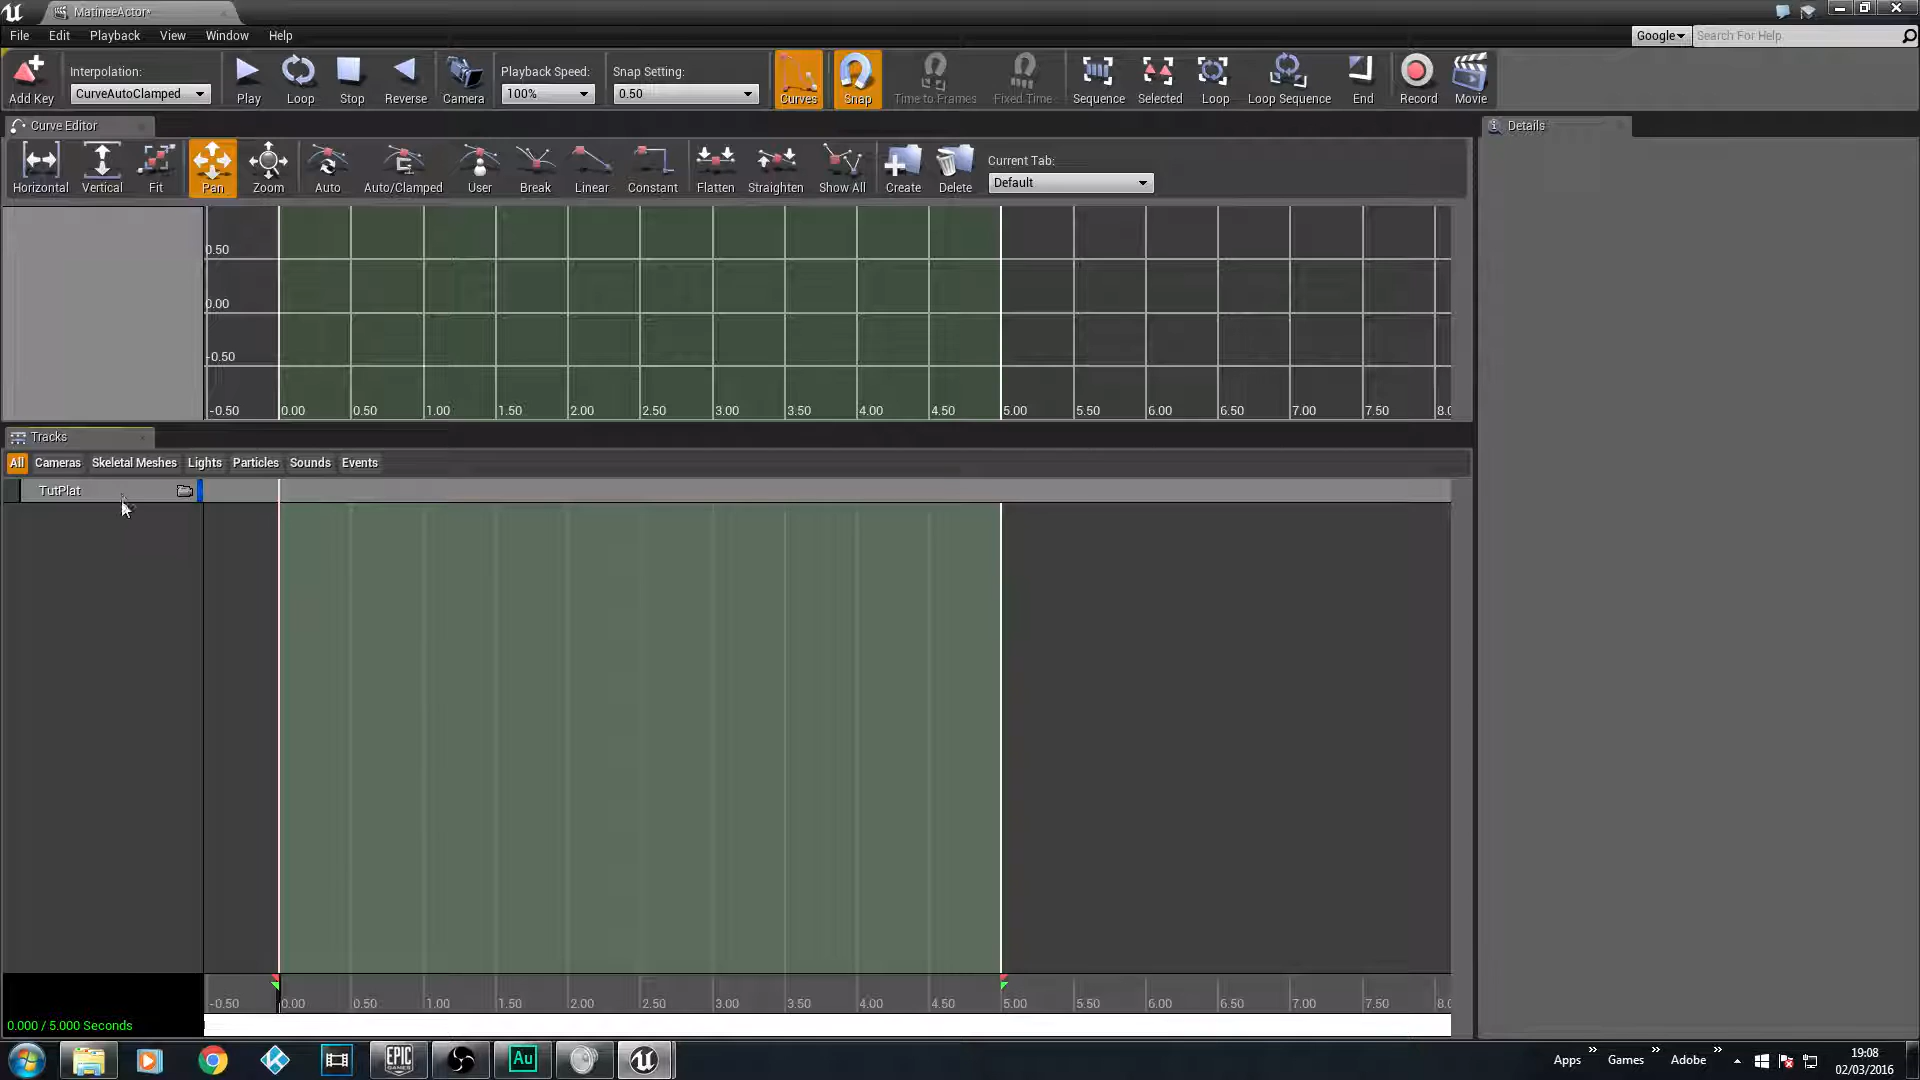 MatineeActor*
File Edit Playback View Window Help
Google Search For Help
Add Key
Interpolation:
CurveAutoClamped
Play Loop Stop Reverse Camera
Playback Speed:
100%
Snap Setting:
0.50
Curves Snap Time to Frames Fixed Time Sequence Selected Loop Loop Sequence End Record Movie
Curve Editor
Details
Horizontal Vertical Fit Pan Zoom Auto Auto/Clamped User Break Linear Constant Flatten Straighten Show All Create Delete
Current Tab:
Default
0.50
0.00
-0.50
-0.50 0.00 0.50 1.00 1.50 2.00 2.50 3.00 3.50 4.00 4.50 5.00 5.50 6.00 6.50 7.00 7.50 8.0
Tracks
All Cameras Skeletal Meshes Lights Particles Sounds Events
TutPlat
-0.50 0.00 0.50 1.00 1.50 2.00 2.50 3.00 3.50 4.00 4.50 5.00 5.50 6.00 6.50 7.00 7.50 8.0
0.000 / 5.000 Seconds
EPIC
GAMES
Au
Apps » Games » Adobe »
19:08
02/03/2016